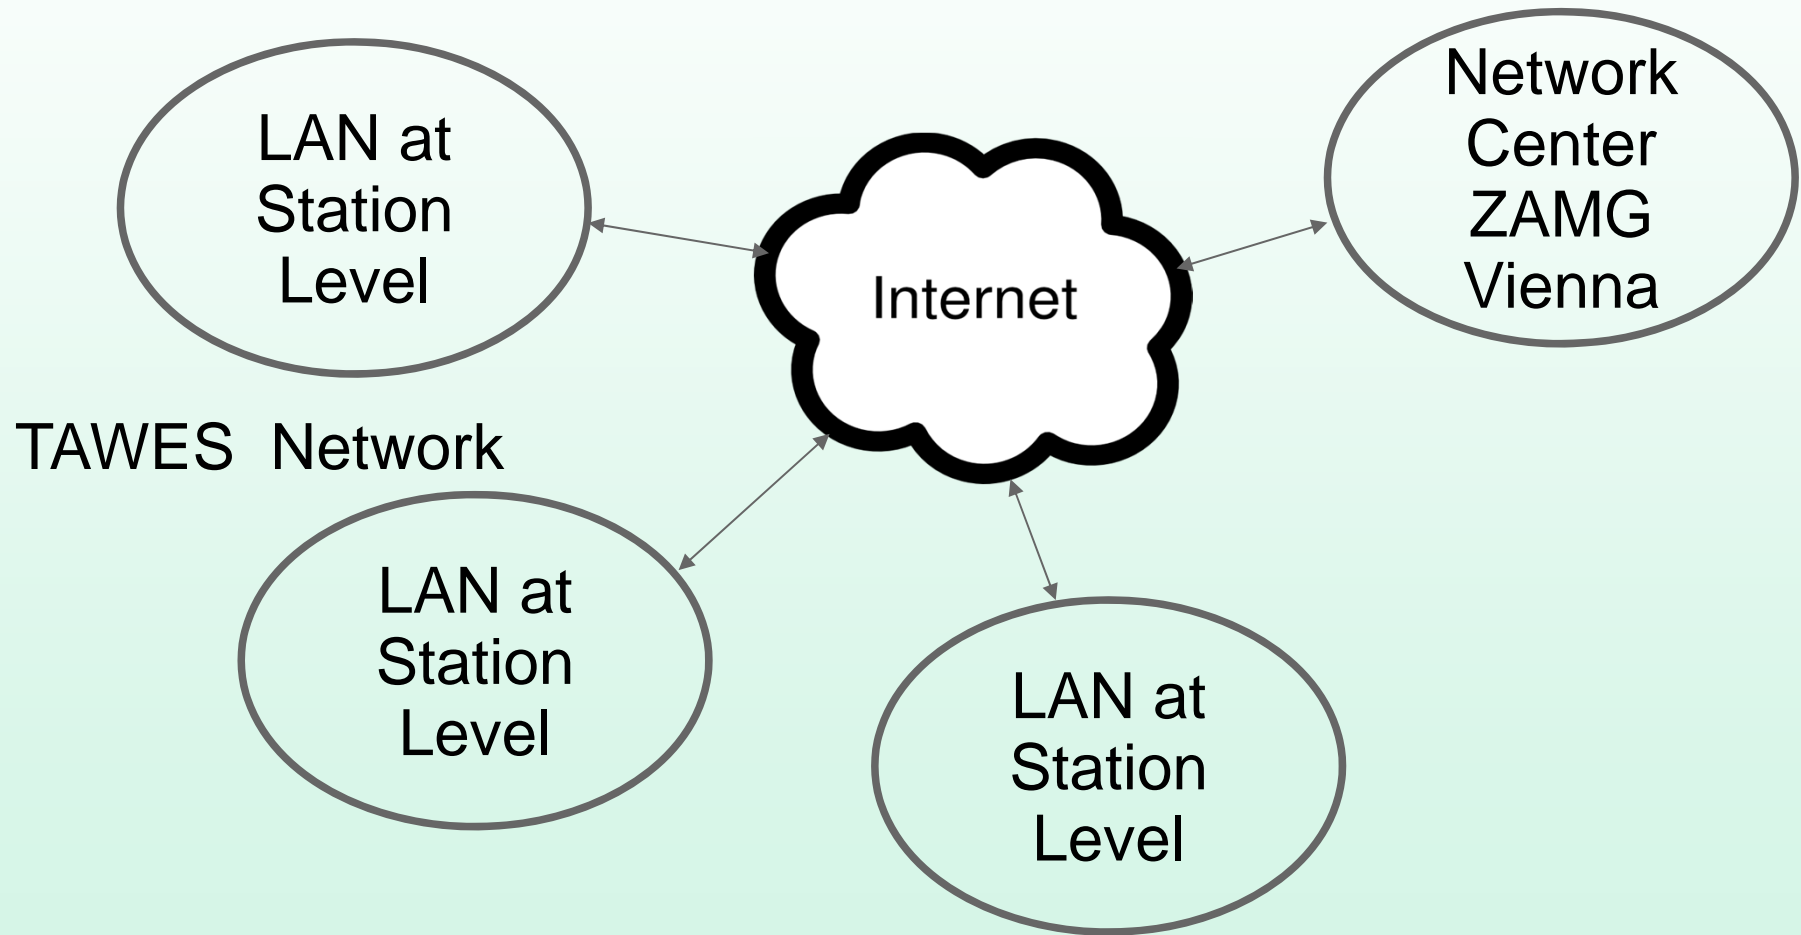 LAN at
Station
Level
Internet
Network
Center
ZAMG
Vienna
TAWES Network
LAN at
Station
Level
LAN at
Station
Level